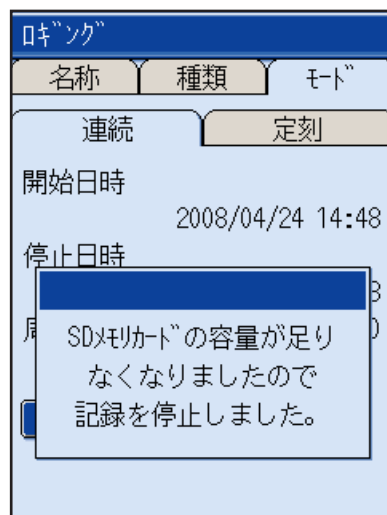 ﾛｷﾞﾝｸﾞ
名称 種類 ﾓｰﾄﾞ
連続 定刻
開始日時
2008/04/24 14:48
停止日時
SDﾒﾓﾘｶｰﾄﾞの容量が足り
なくなりましたので
記録を停止しました。